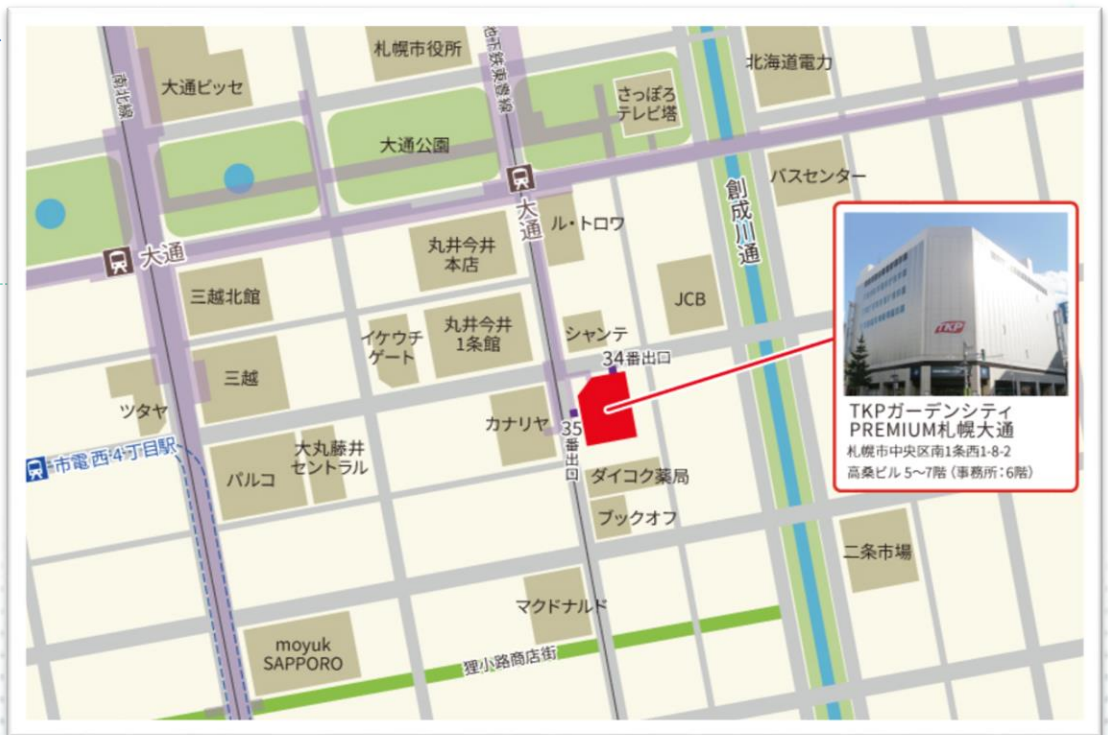 札幌市役所
北海道電力
大通ビッセ
南北線
地下鉄東豊線
さっぽろ
テレビ塔
大通公園
バスセンター
創成川通
大通
大通
ル・トロワ
丸井今井
本店
三越北館
JCB
イケウチ
ゲート
丸井今井
1条館
シャンテ
34番出口
三越
ツタヤ
カナリヤ
35番出口
市電 西4丁目駅
パルコ
大丸藤井
セントラル
ダイコク薬局
ブックオフ
二条市場
マクドナルド
moyuk
SAPPORO
狸小路商店街
TKP
TKPガーデンシティ
PREMIUM札幌大通
札幌市中央区南1条西1-8-2
高桑ビル 5〜7階（事務所：6階）